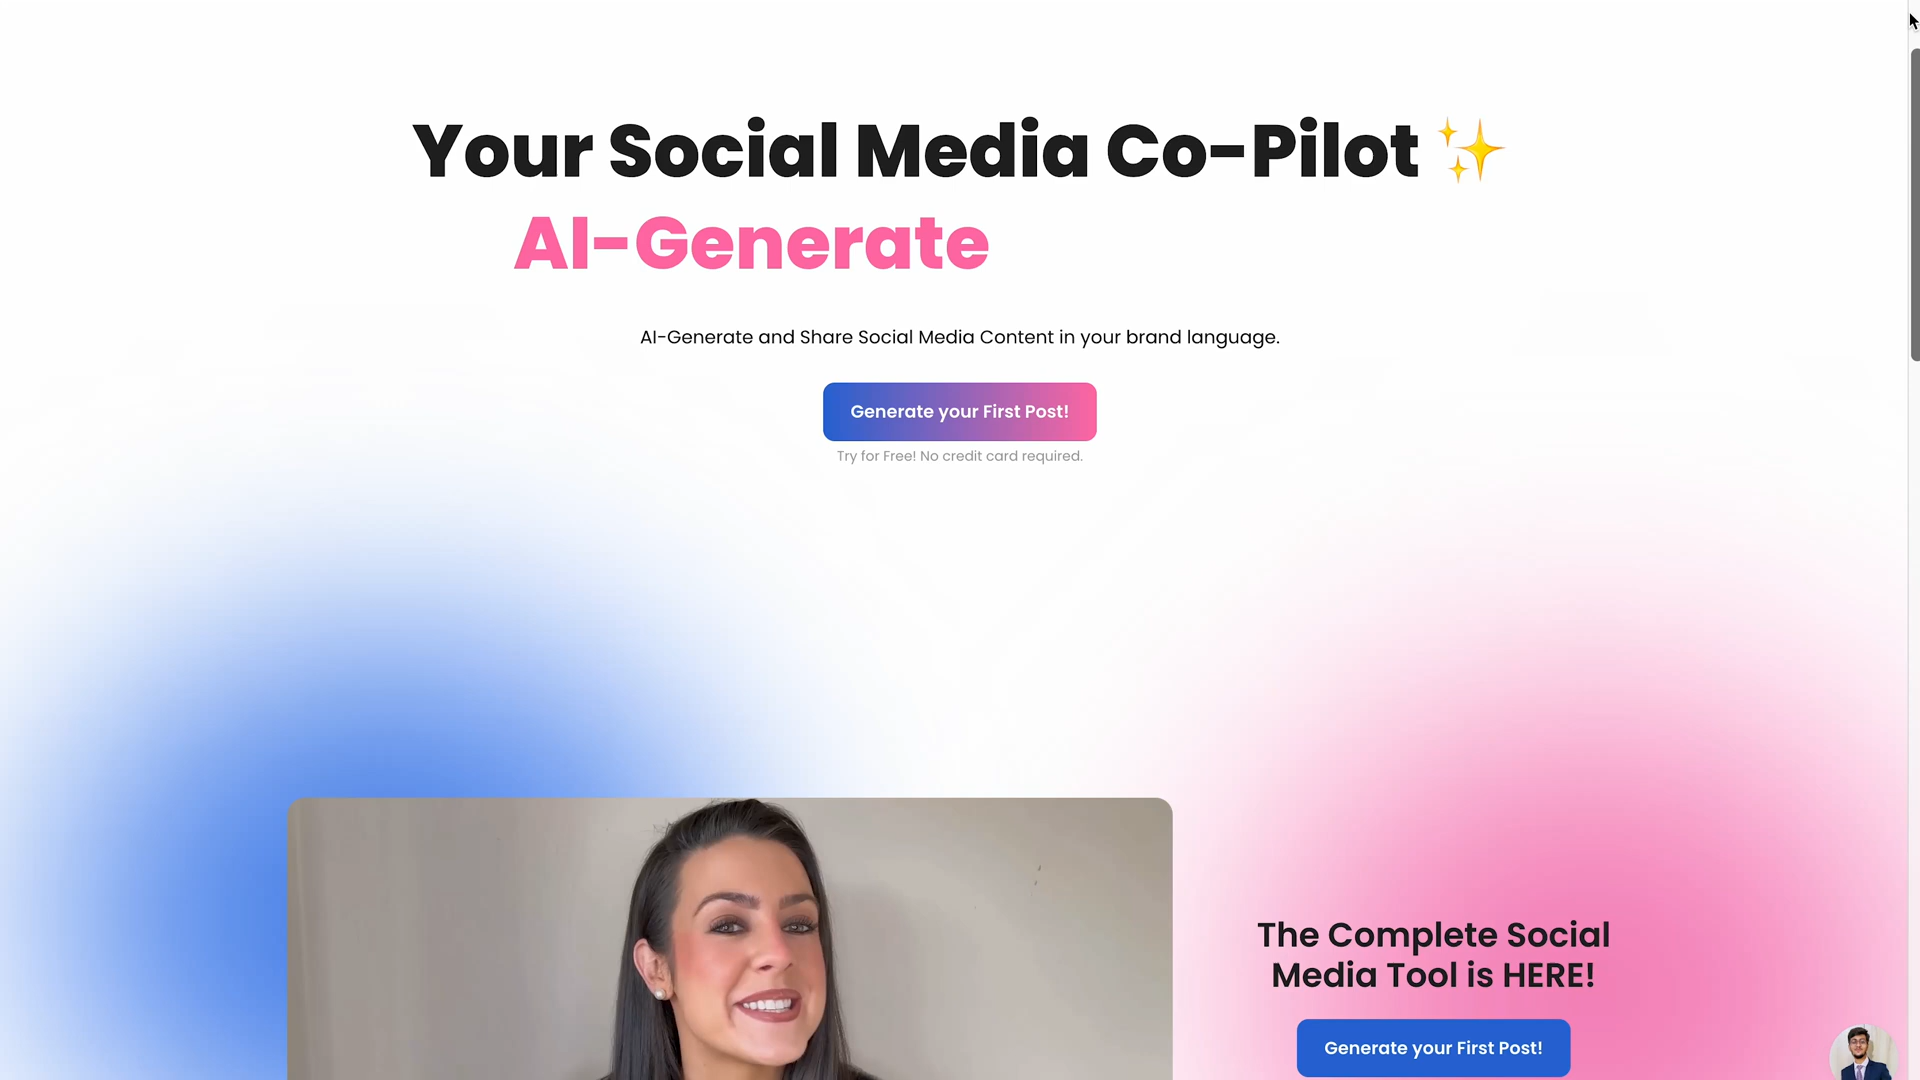 Your Social Media Co-Pilot ✨
AI-Generate
AI-Generate and Share Social Media Content in your brand language.
Generate your First Post!
Try for Free! No credit card required.
The Complete Social
Media Tool is HERE!
Generate your First Post!